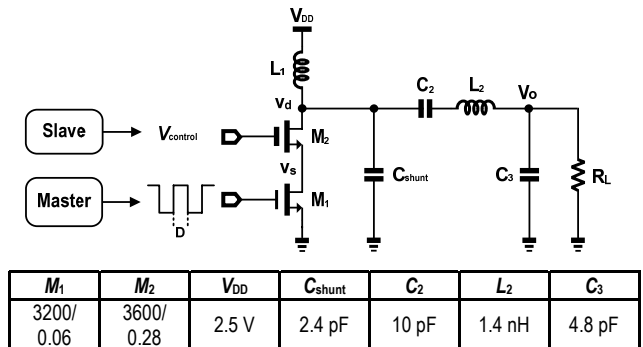 VDD
L1
C2
L2
Vo
vd
Slave
Vcontrol
M2
vs
Cshunt
C3
RL
Master
M1
D
M1 M2 VDD Cshunt C2 L2 C3
3200/ 3600/
0.06 0.28 2.5 V 2.4 pF 10 pF 1.4 nH 4.8 pF